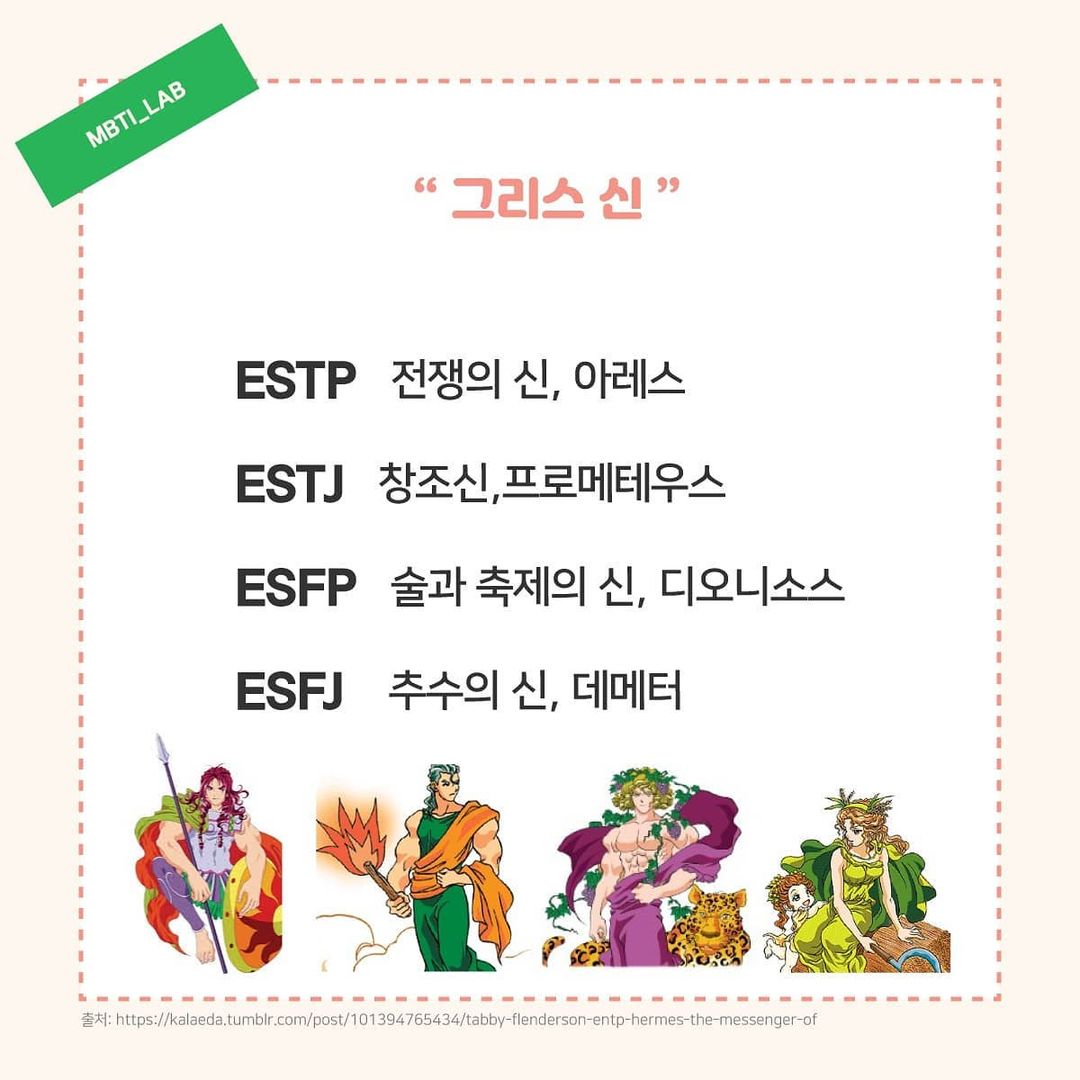 MBTI_LAB
“ 그리스 신 ”
ESTP 전쟁의 신, 아레스
ESTJ 창조신,프로메테우스
ESFP 술과 축제의 신, 디오니소스
ESFJ 추수의 신, 데메터
출처: https://kalaeda.tumblr.com/post/101394765434/tabby-flenderson-entp-hermes-the-messenger-of